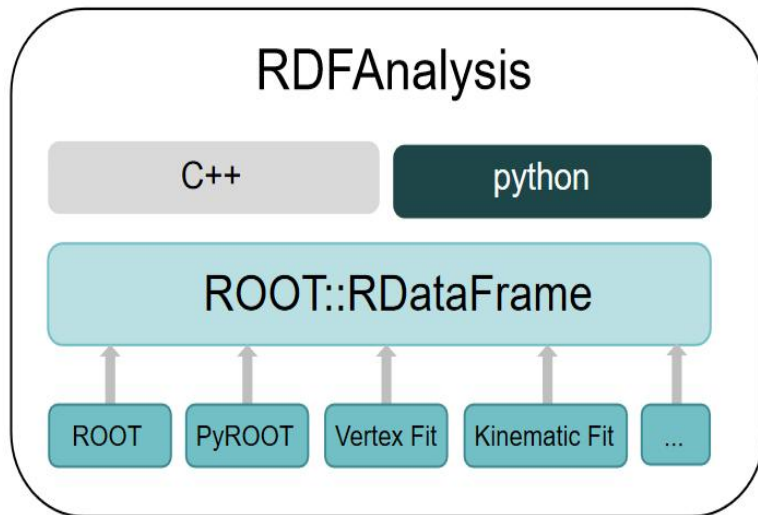 RDFAnalysis
C++
python
ROOT::RDataFrame
ROOT
PyROOT
Vertex Fit
Kinematic Fit
...